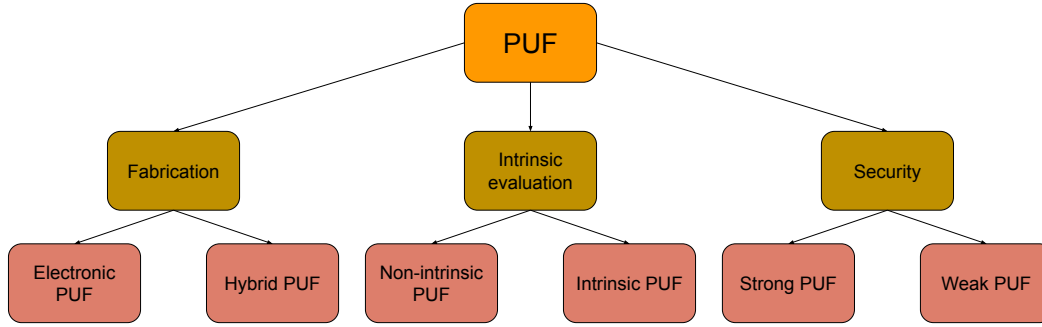 PUF
Fabrication
Intrinsic
evaluation
Security
Electronic
PUF
Hybrid PUF
Non-intrinsic
PUF
Intrinsic PUF
Strong PUF
Weak PUF